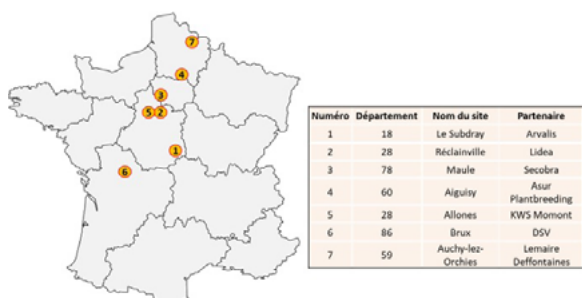 7
4
3
5 2
1
6
Numéro Département Nom du site Partenaire
1 18 Le Subdray Arvalis
2 28 Réclainville Lidea
3 78 Maule Secobra
4 60 Aiguisy Asur Plantbreeding
5 28 Allones KWS Momont
6 86 Brux DSV
7 59 Auchy-lez-Orchies Lemaire Deffontaines